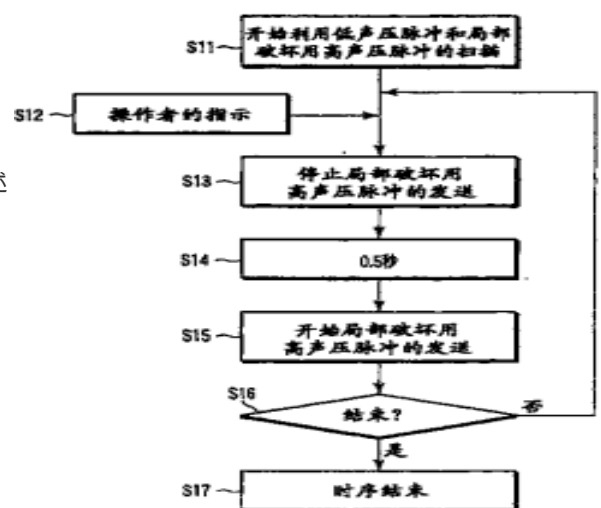 S11
开始利用低声压脉冲和局部
破坏用高声压脉冲的扫描
S12
操作者的指示
S13
停止局部破坏用
高声压脉冲的发送
S14
0.5秒
S15
开始局部破坏用
高声压脉冲的发送
S16
结束?
否
是
S17
时序结束